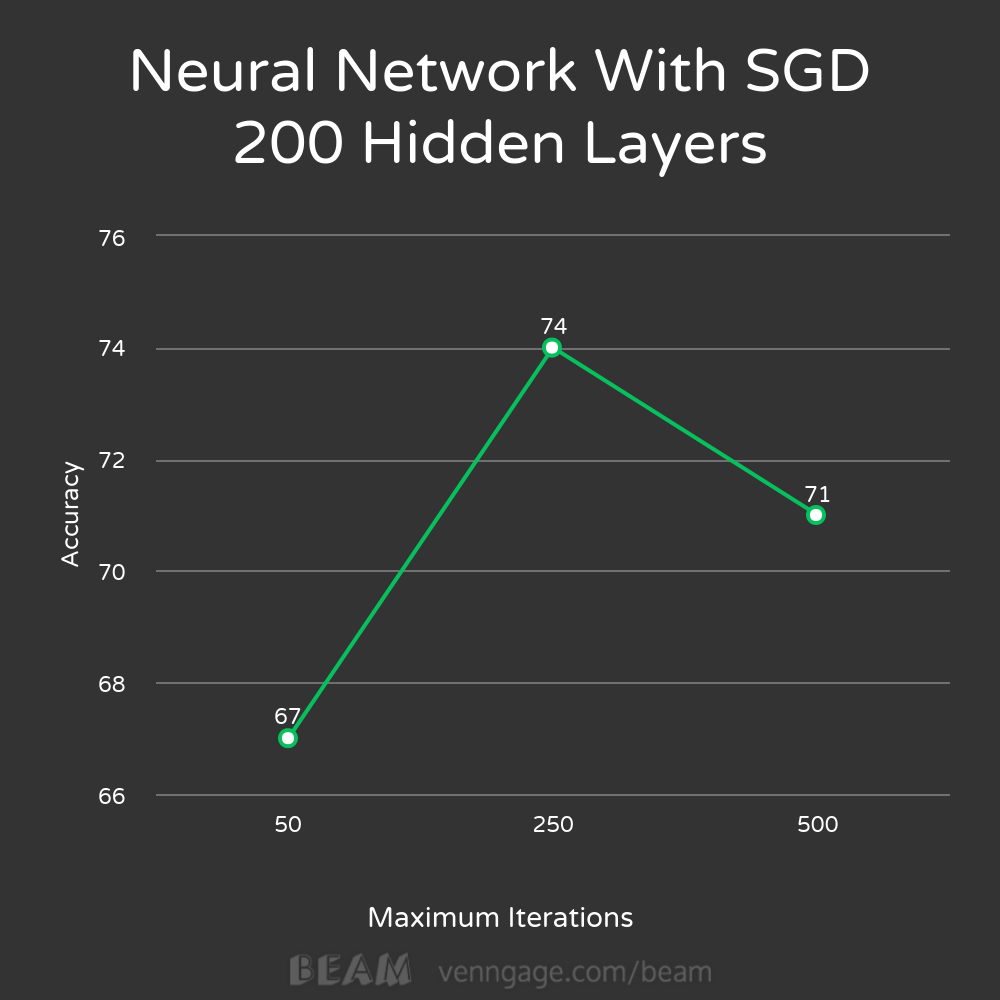 Neural Network With SGD
200 Hidden Layers
76
74
74
72
Accuracy
71
70
68
67
66
50 250 500
Maximum Iterations
BEAM venngage.com/beam